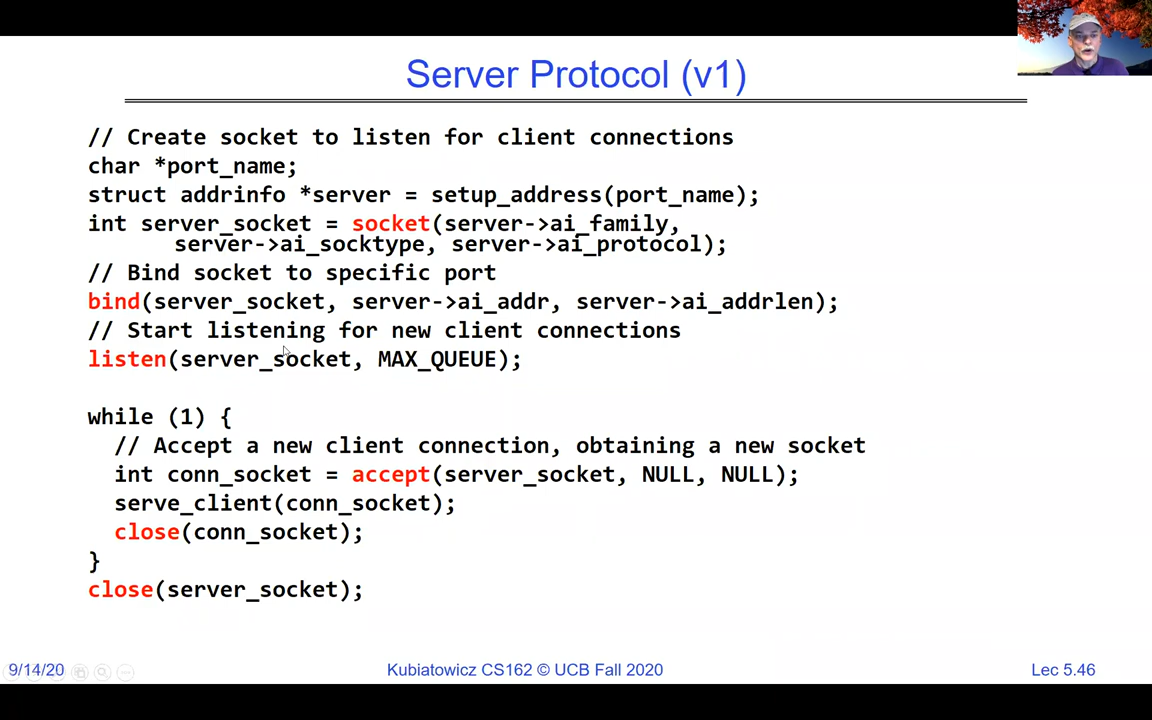 Server Protocol (v1)
// Create socket to listen for client connections
char *port_name;
struct addrinfo *server = setup_address(port_name);
int server_socket = socket(server->ai_family,
server->ai_socktype, server->ai_protocol);
// Bind socket to specific port
bind(server_socket, server->ai_addr, server->ai_addrlen);
// Start listening for new client connections
listen(server_socket, MAX_QUEUE);
while (1) {
// Accept a new client connection, obtaining a new socket
int conn_socket = accept(server_socket, NULL, NULL);
serve_client(conn_socket);
close(conn_socket);
}
close(server_socket);
9/14/20
Kubiatowicz CS162 © UCB Fall 2020
Lec 5.46